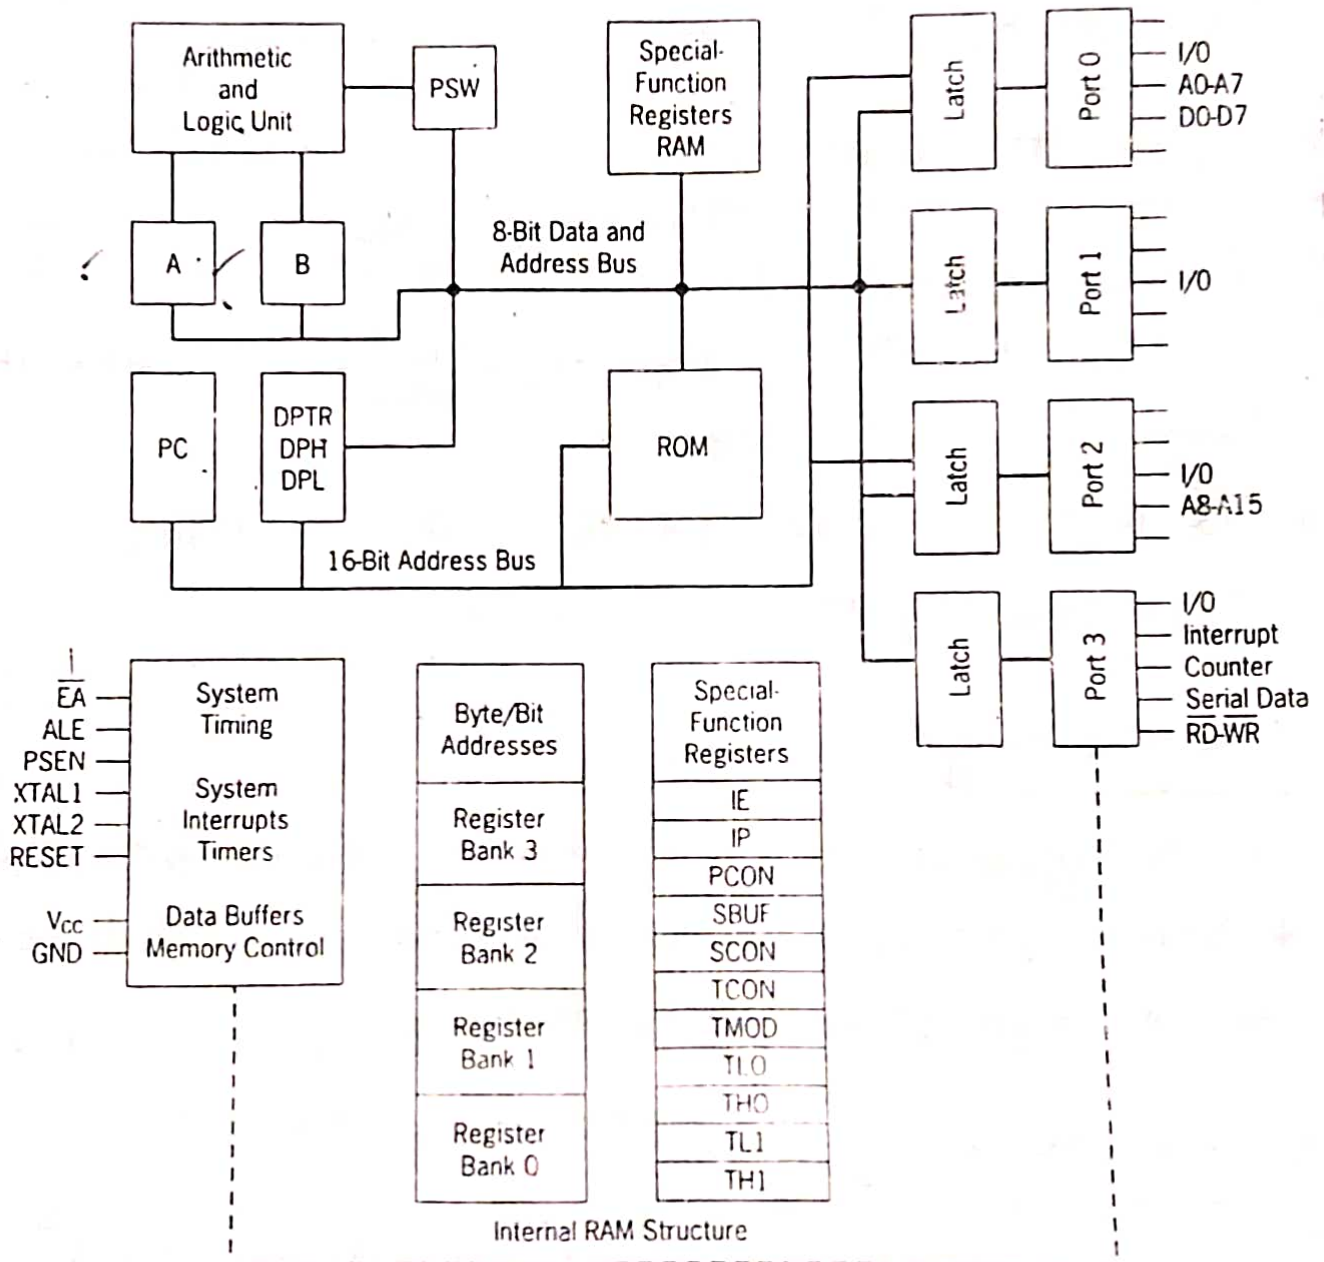 Arithmetic
and
Logic Unit
PSW
A
B
Special-
Function
Registers
RAM
8-Bit Data and
Address Bus
PC
DPTR
DPH
DPL
ROM
16-Bit Address Bus
Latch
Port 0
I/O
A0-A7
D0-D7
Latch
Port 1
I/O
Latch
Port 2
I/O
A8-A15
Latch
Port 3
I/O
Interrupt
Counter
Serial Data
R̅D̅-W̅R̅
E̅A̅
ALE
PSEN
XTAL1
XTAL2
RESET
Vcc
GND
System
Timing
System
Interrupts
Timers
Data Buffers
Memory Control
Byte/Bit
Addresses
Register
Bank 3
Register
Bank 2
Register
Bank 1
Register
Bank 0
Special-
Function
Registers
IE
IP
PCON
SBUF
SCON
TCON
TMOD
TL0
TH0
TL1
TH1
Internal RAM Structure